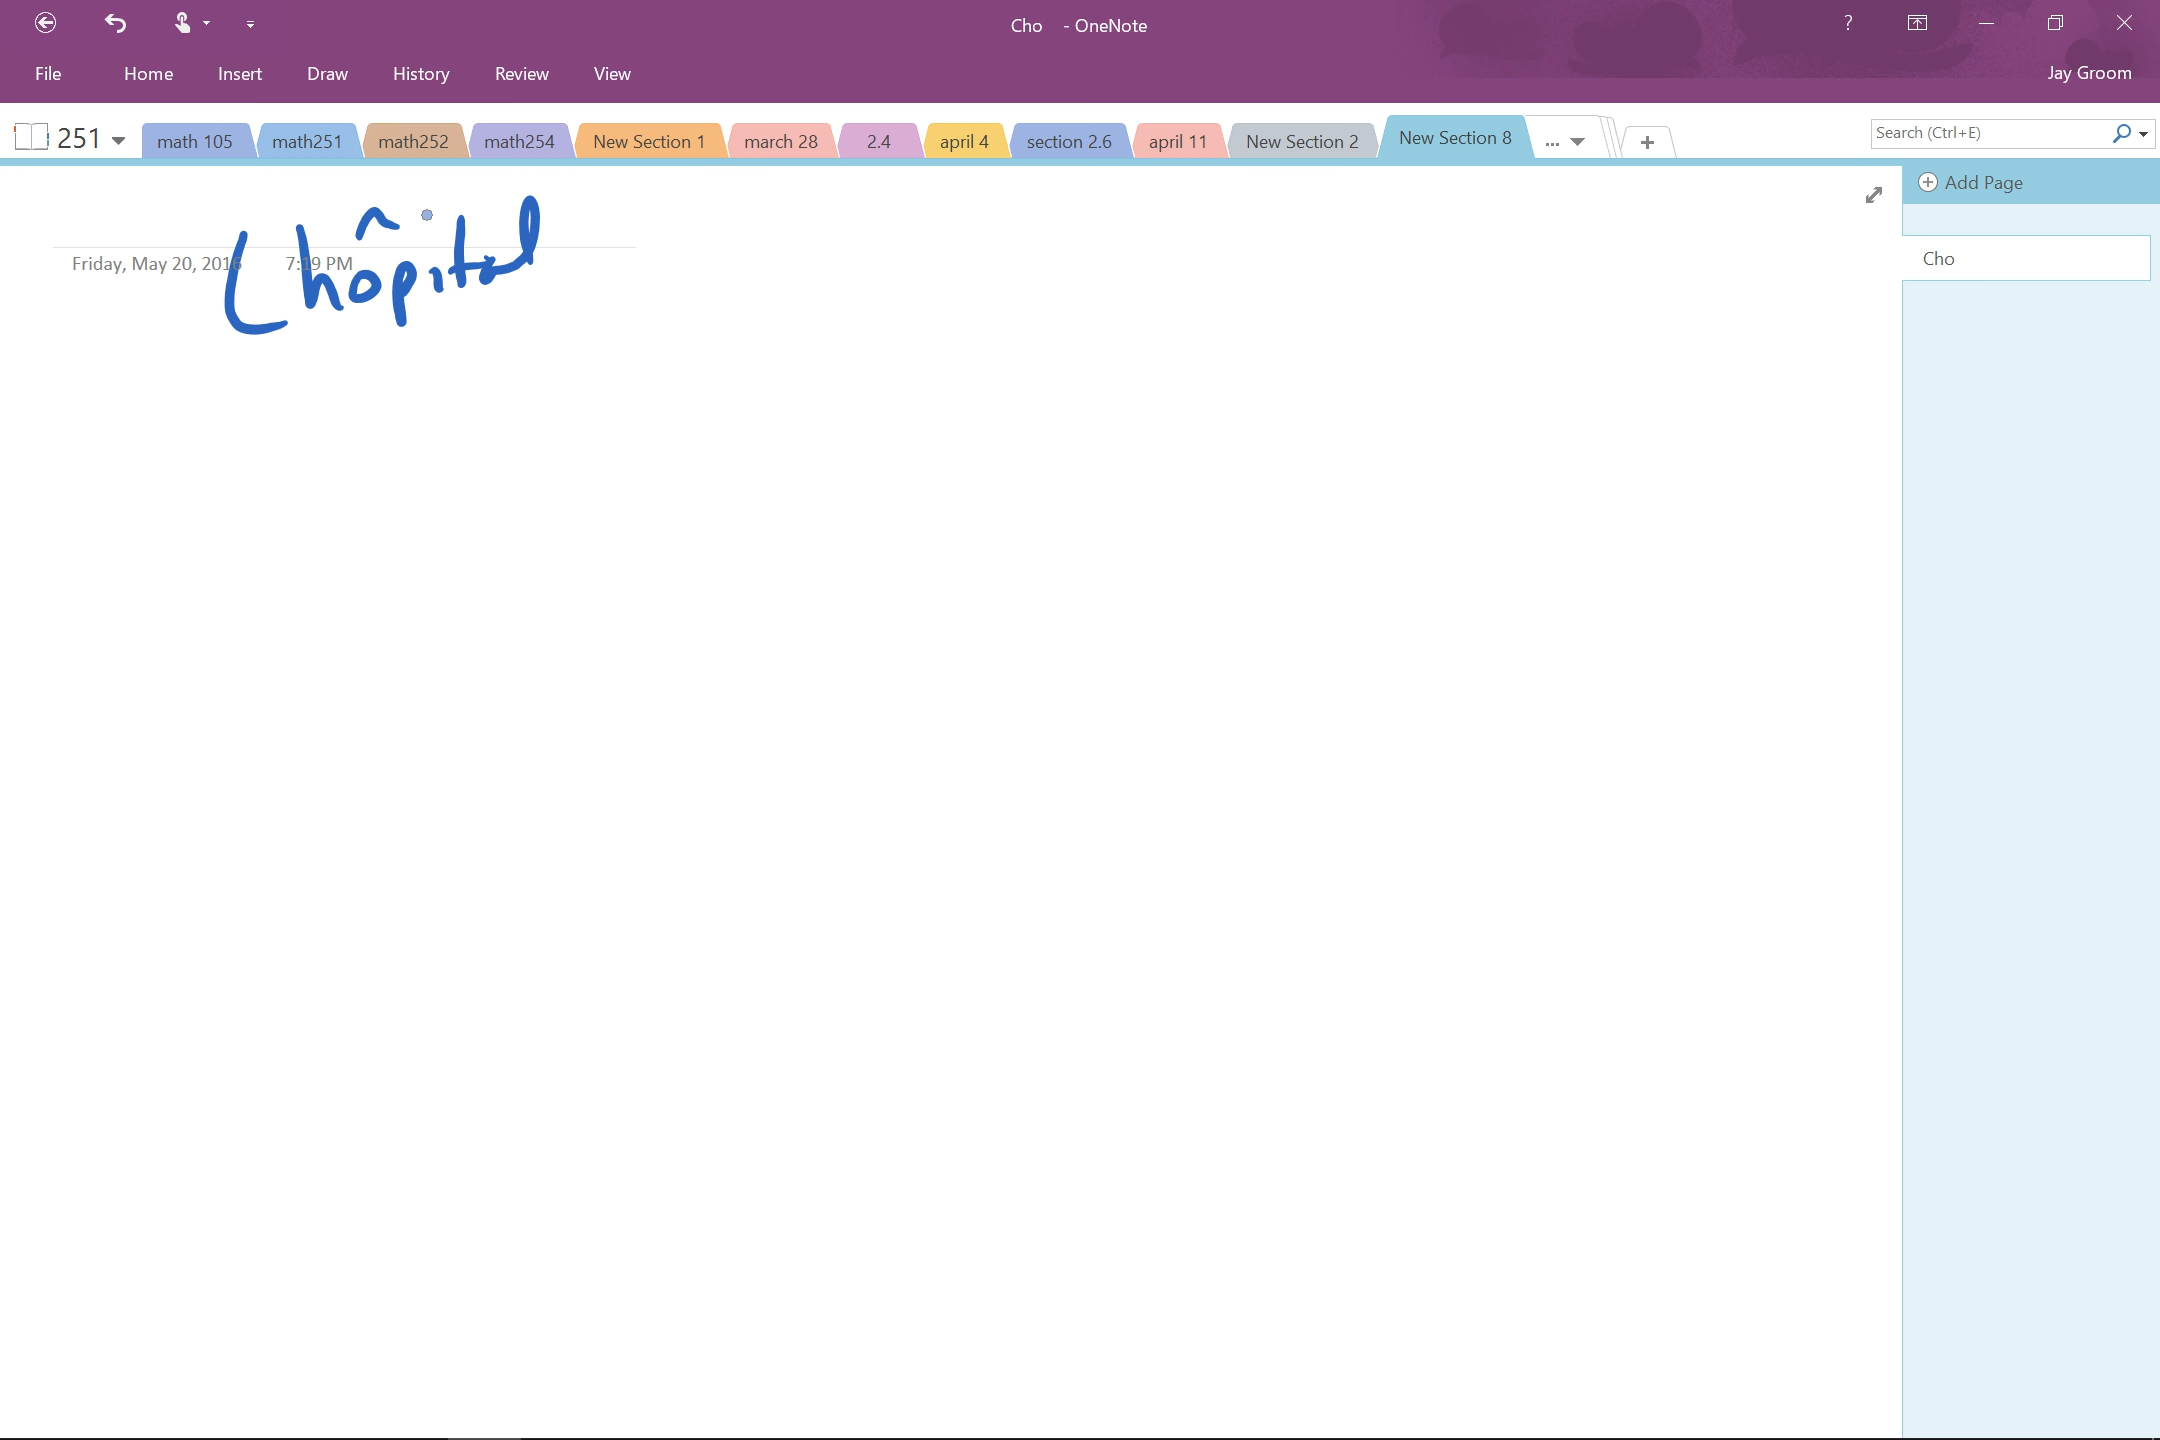 Cho - OneNote
?
File Home Insert Draw History Review View Jay Groom
251 math 105 math251 math252 math254 New Section 1 march 28 2.4 april 4 section 2.6 april 11 New Section 2 New Section 8 ... + Search (Ctrl+E)
Add Page
Lhôpital
Friday, May 20, 2016 7:19 PM
Cho